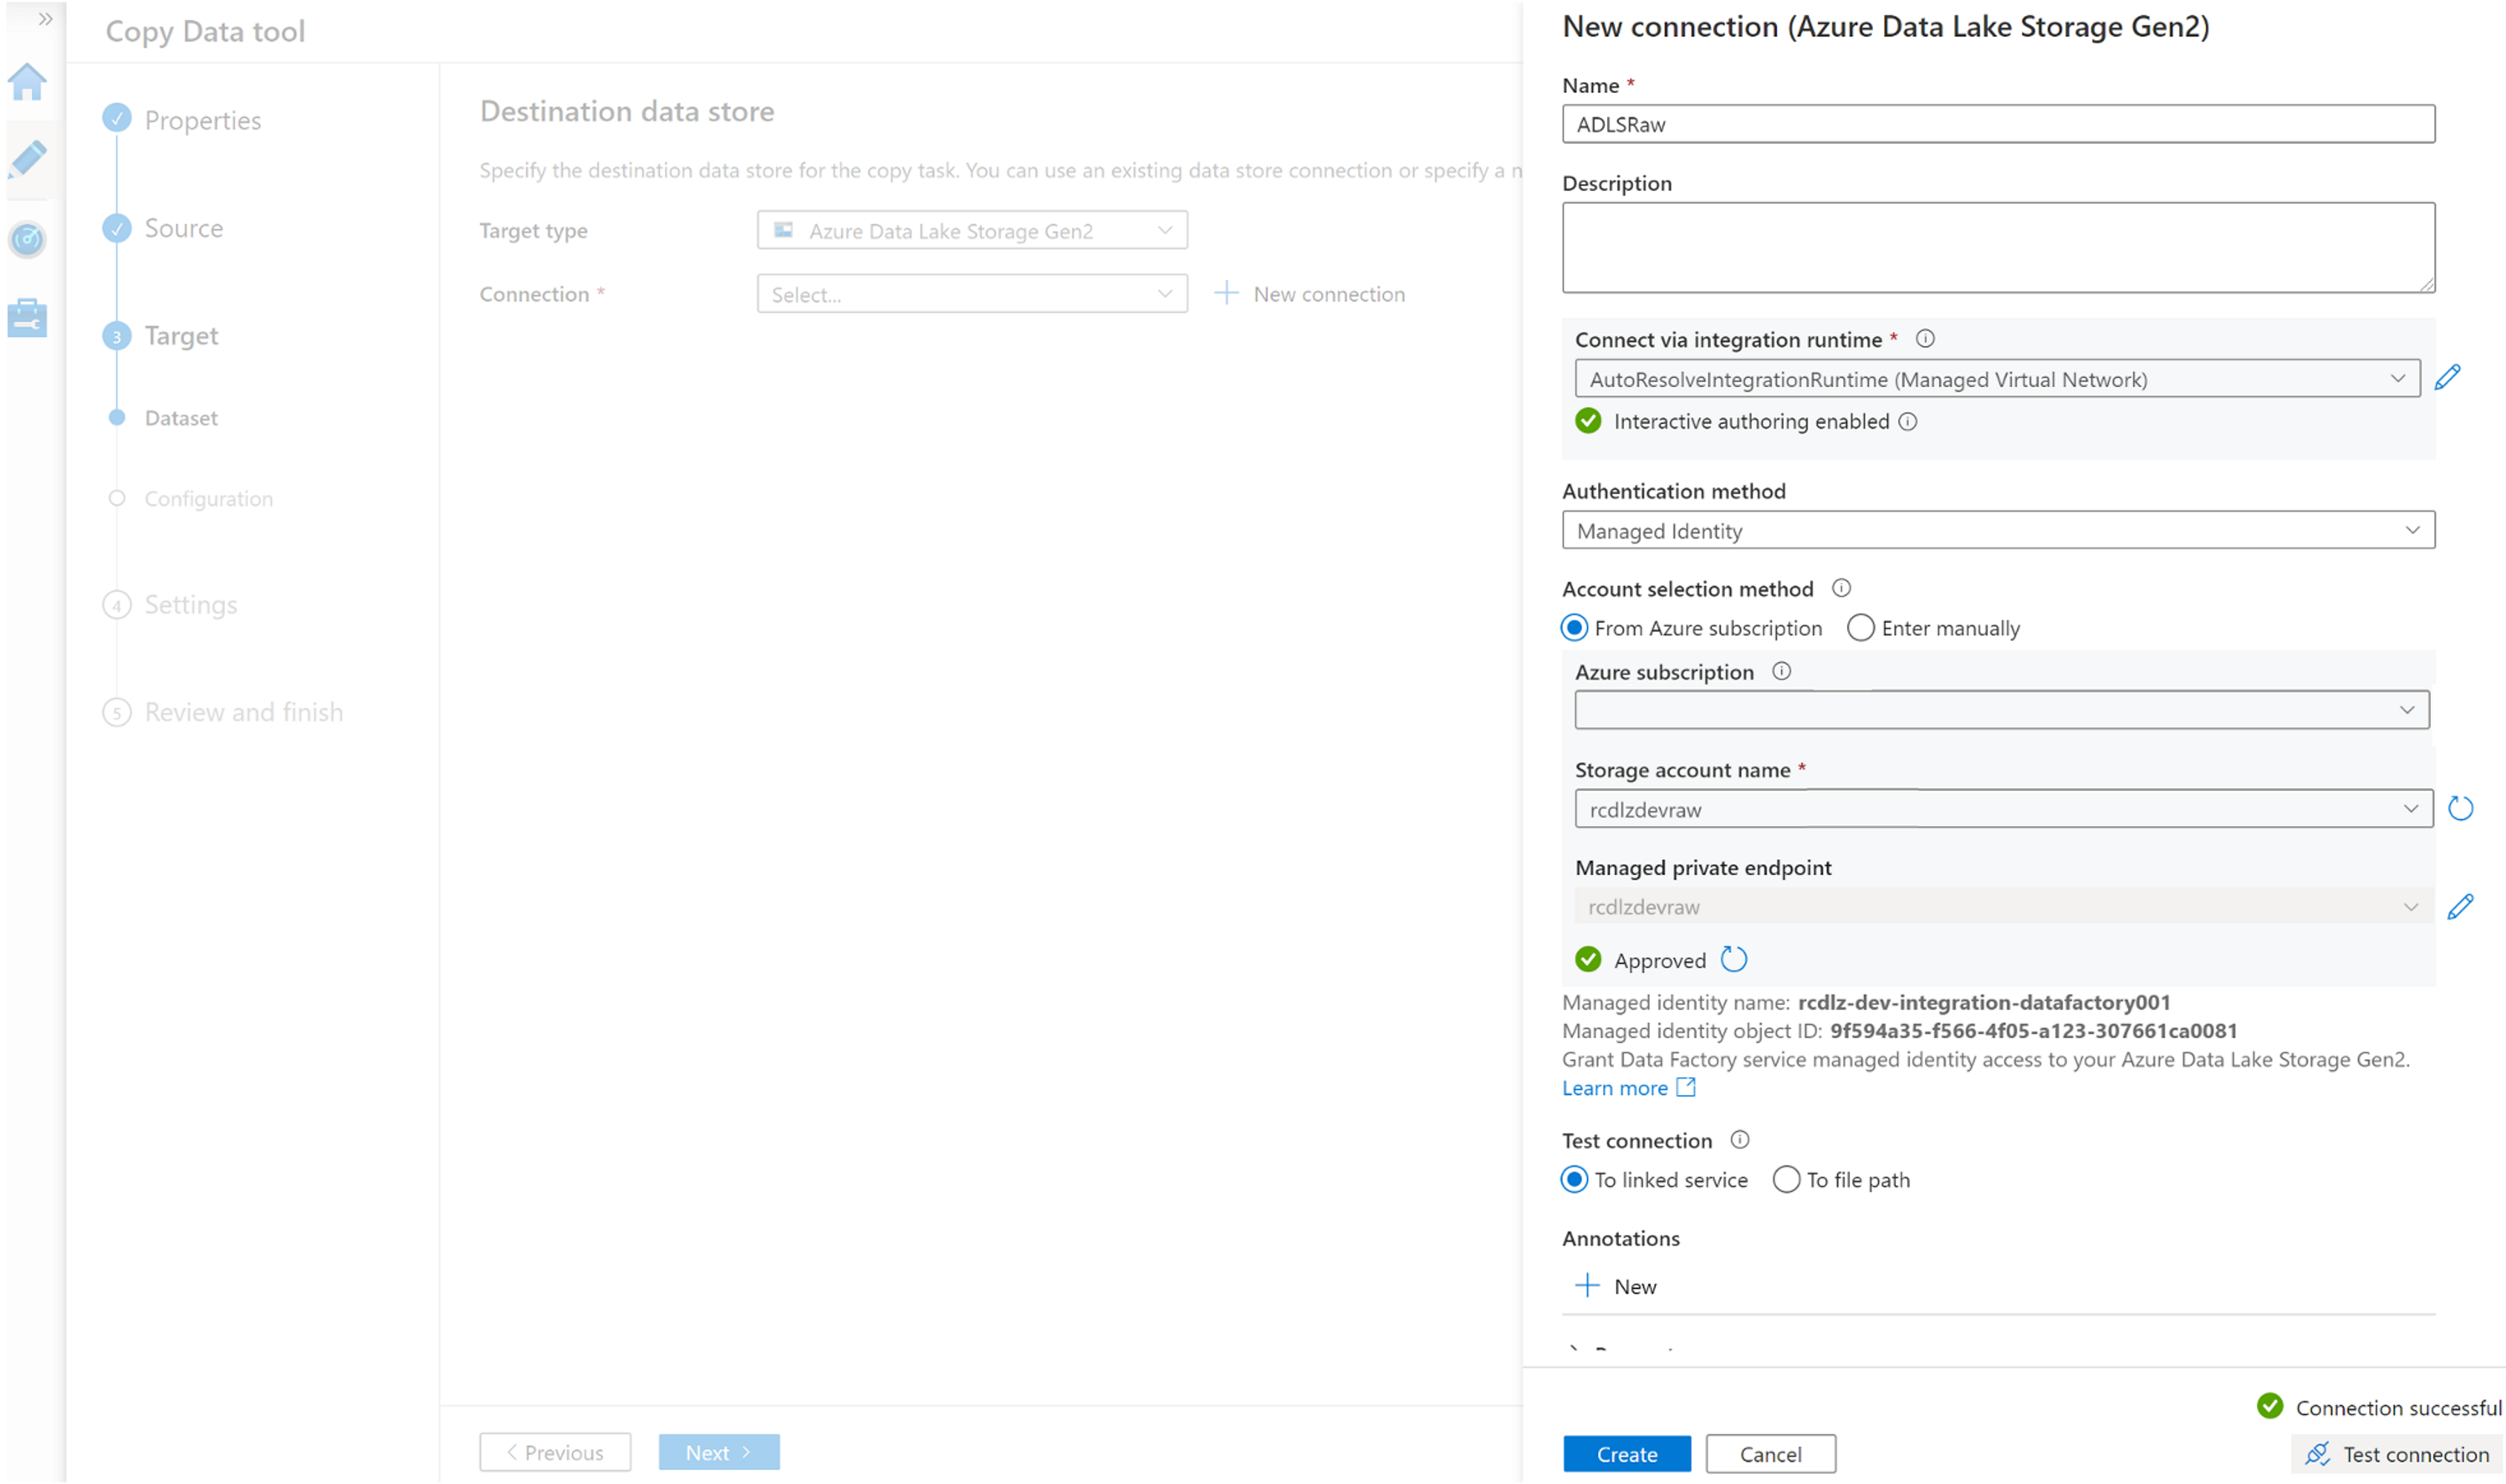 Copy Data tool
Properties
Source
3 Target
Dataset
Configuration
4 Settings
5 Review and finish
Destination data store
Specify the destination data store for the copy task. You can use an existing data store connection or specify a n
Target type
Azure Data Lake Storage Gen2
Connection *
Select...
New connection
Previous
Next
New connection (Azure Data Lake Storage Gen2)
Name *
ADLSRaw
Description
Connect via integration runtime *
AutoResolveIntegrationRuntime (Managed Virtual Network)
Interactive authoring enabled
Authentication method
Managed Identity
Account selection method
From Azure subscription Enter manually
Azure subscription
Storage account name *
rcdlzdevraw
Managed private endpoint
rcdlzdevraw
Approved
Managed identity name: rcdlz-dev-integration-datafactory001
Managed identity object ID: 9f594a35-f566-4f05-a123-307661ca0081
Grant Data Factory service managed identity access to your Azure Data Lake Storage Gen2.
Learn more
Test connection
To linked service To file path
Annotations
New
Connection successful
Create Cancel
Test connection